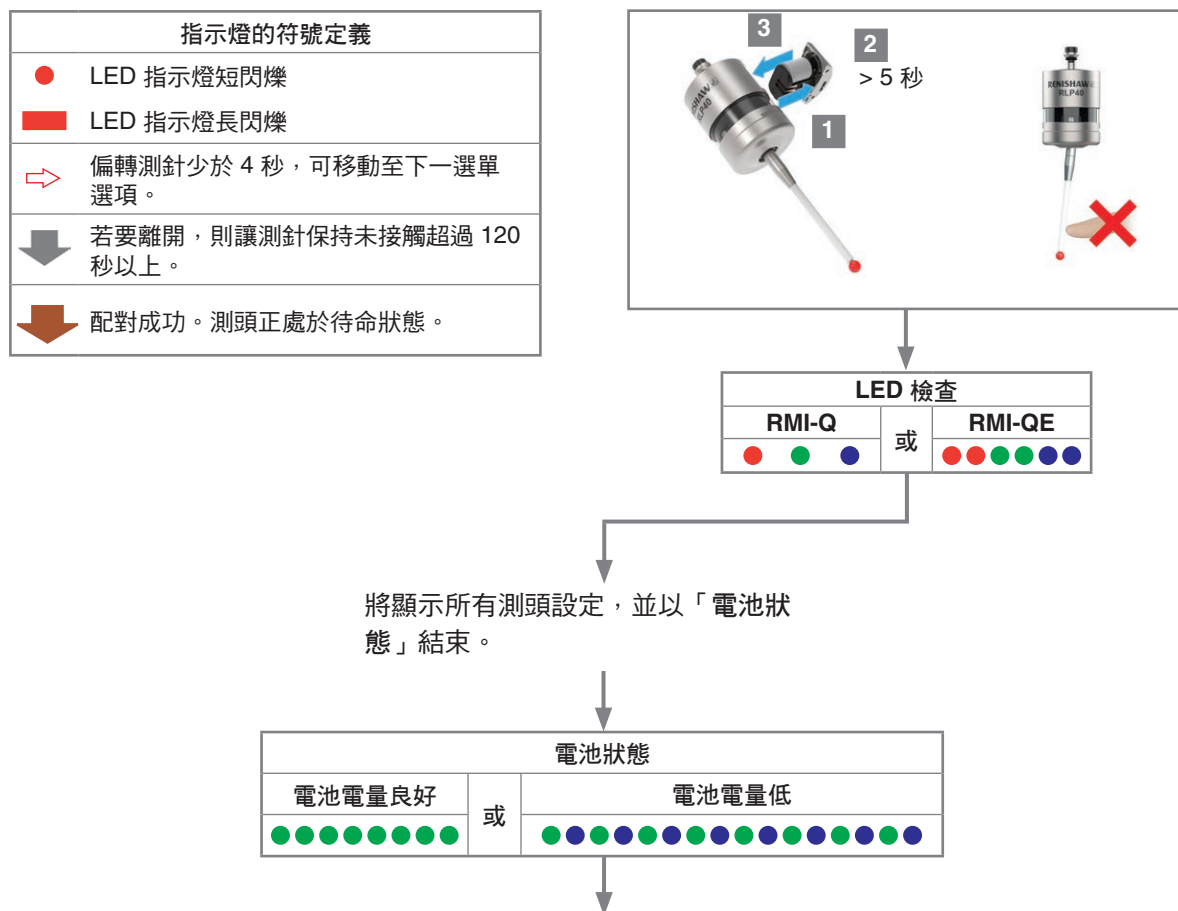 指示燈的符號定義
LED 指示燈短閃爍
LED 指示燈長閃爍
偏轉測針少於 4 秒，可移動至下一選單
選項。
若要離開，則讓測針保持未接觸超過 120
秒以上。
配對成功。測頭正處於待命狀態。
3
2
> 5 秒
1
RENISHAW
RLP40
RENISHAW
RLP40
LED 檢查
RMI-Q
或
RMI-QE
將顯示所有測頭設定，並以「電池狀
態」結束。
電池狀態
電池電量良好
或
電池電量低